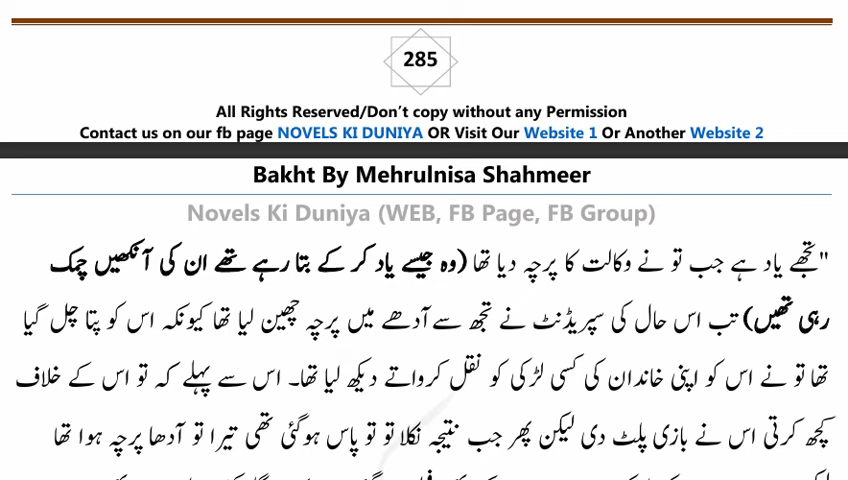 285
All Rights Reserved/Don’t copy without any Permission
Contact us on our fb page NOVELS KI DUNIYA OR Visit Our Website 1 Or Another Website 2
Bakht By Mehrulnisa Shahmeer
Novels Ki Duniya (WEB, FB Page, FB Group)
"تجھے یاد ہے جب تو نے وکالت کا پرچہ دیا تھا (وہ جیسے یاد کر کے بتا رہے تھے ان کی آنکھیں چمک
رہی تھیں) تب اس حال کی سپریڈنٹ نے تجھ سے آدھے میں پرچہ چھین لیا تھا کیونکہ اس کو پتا چل گیا
تھا تو نے اس کو اپنی خاندان کی کسی لڑکی کو نقل کرواتے دیکھ لیا تھا۔ اس سے پہلے کہ تو اس کے خلاف
کچھ کرتی اس نے بازی پلٹ دی لیکن پھر جب نتیجہ نکلا تو تو پاس ہوگئی تھی تیرا تو آدھا پرچہ ہوا تھا